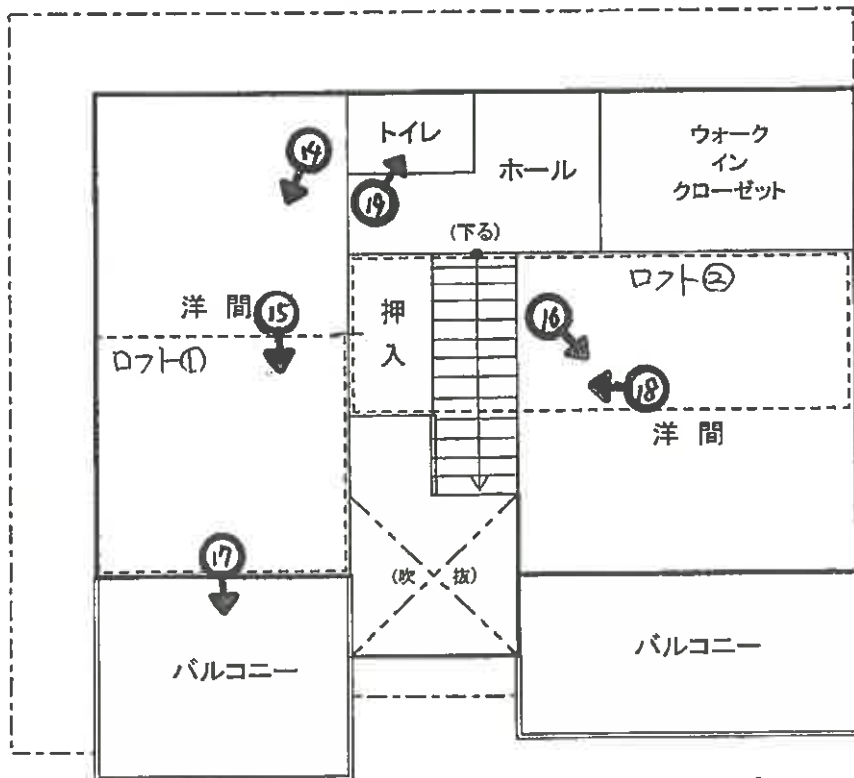 トイレ
ホール
ウォーク
イン
クローゼット
14
19
(下る)
ロフト②
洋間
15
押入
16
ロフト①
18
洋間
17
(吹抜)
バルコニー
バルコニー